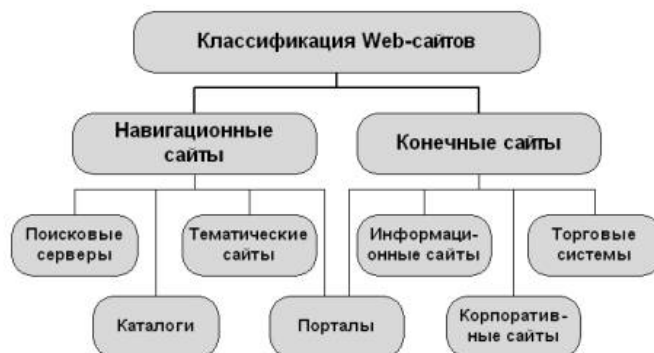 Классификация Web-сайтов
Навигационные
сайты
Конечные сайты
Поисковые
серверы
Тематические
сайты
Информаци-
онные сайты
Торговые
системы
Каталоги
Порталы
Корпоратив-
ные сайты